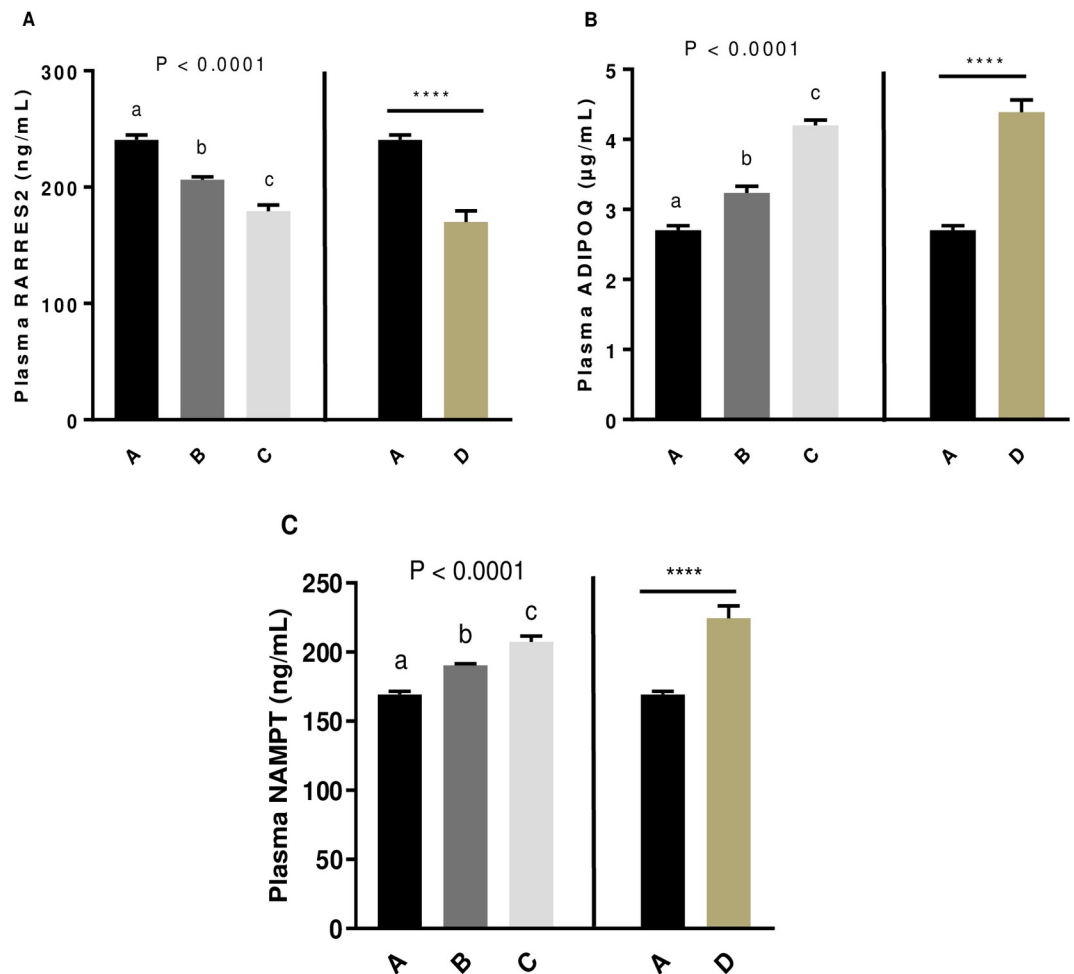 A
P < 0.0001
Plasma RARRES2 (ng/mL)
300
200
100
0
a
b
c
****
A
B
C
A
D
B
P < 0.0001
Plasma ADIPOQ (µg/mL)
5
4
3
2
1
0
a
b
c
****
A
B
C
A
D
C
P < 0.0001
Plasma NAMPT (ng/mL)
250
200
150
100
50
0
a
b
c
****
A
B
C
A
D